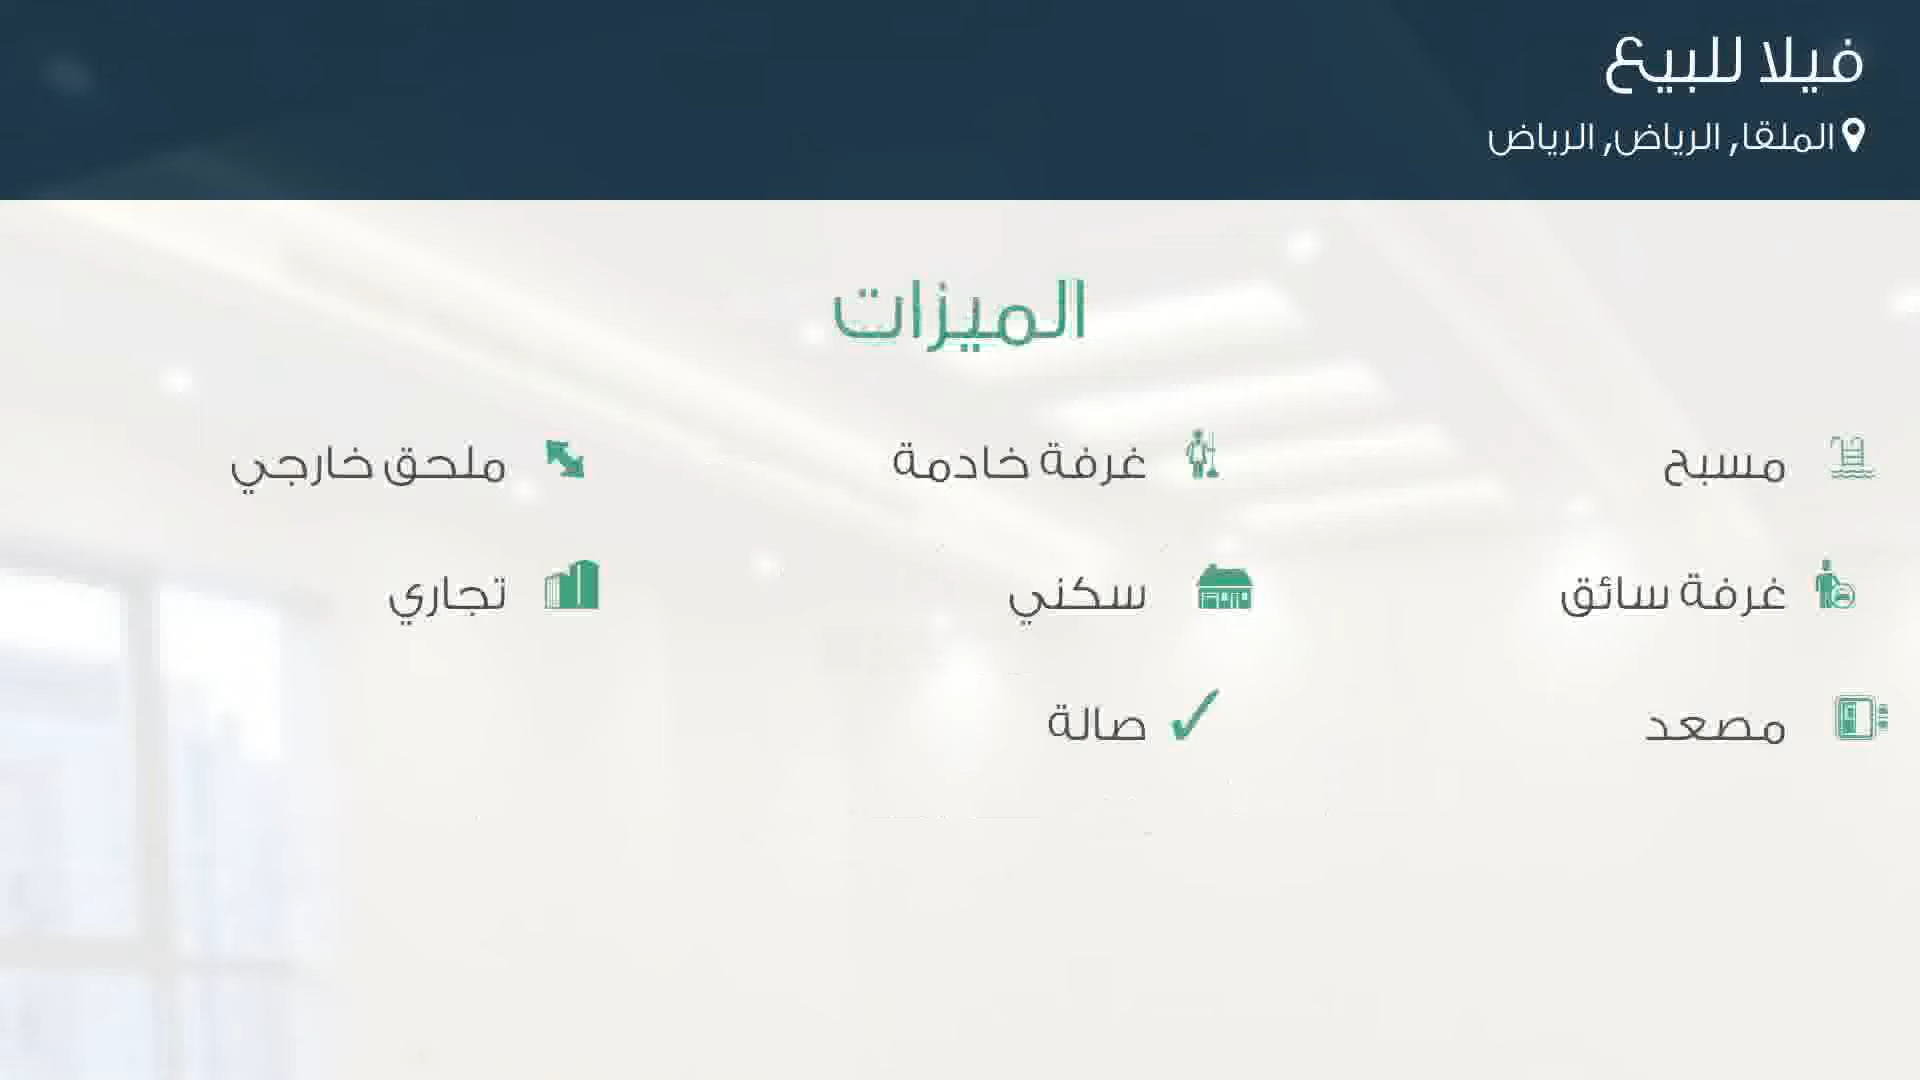 فيلا للبيع
الملقا, الرياض, الرياض
الميزات
مسبح
غرفة خادمة
ملحق خارجي
غرفة سائق
سكني
تجاري
مصعد
صالة